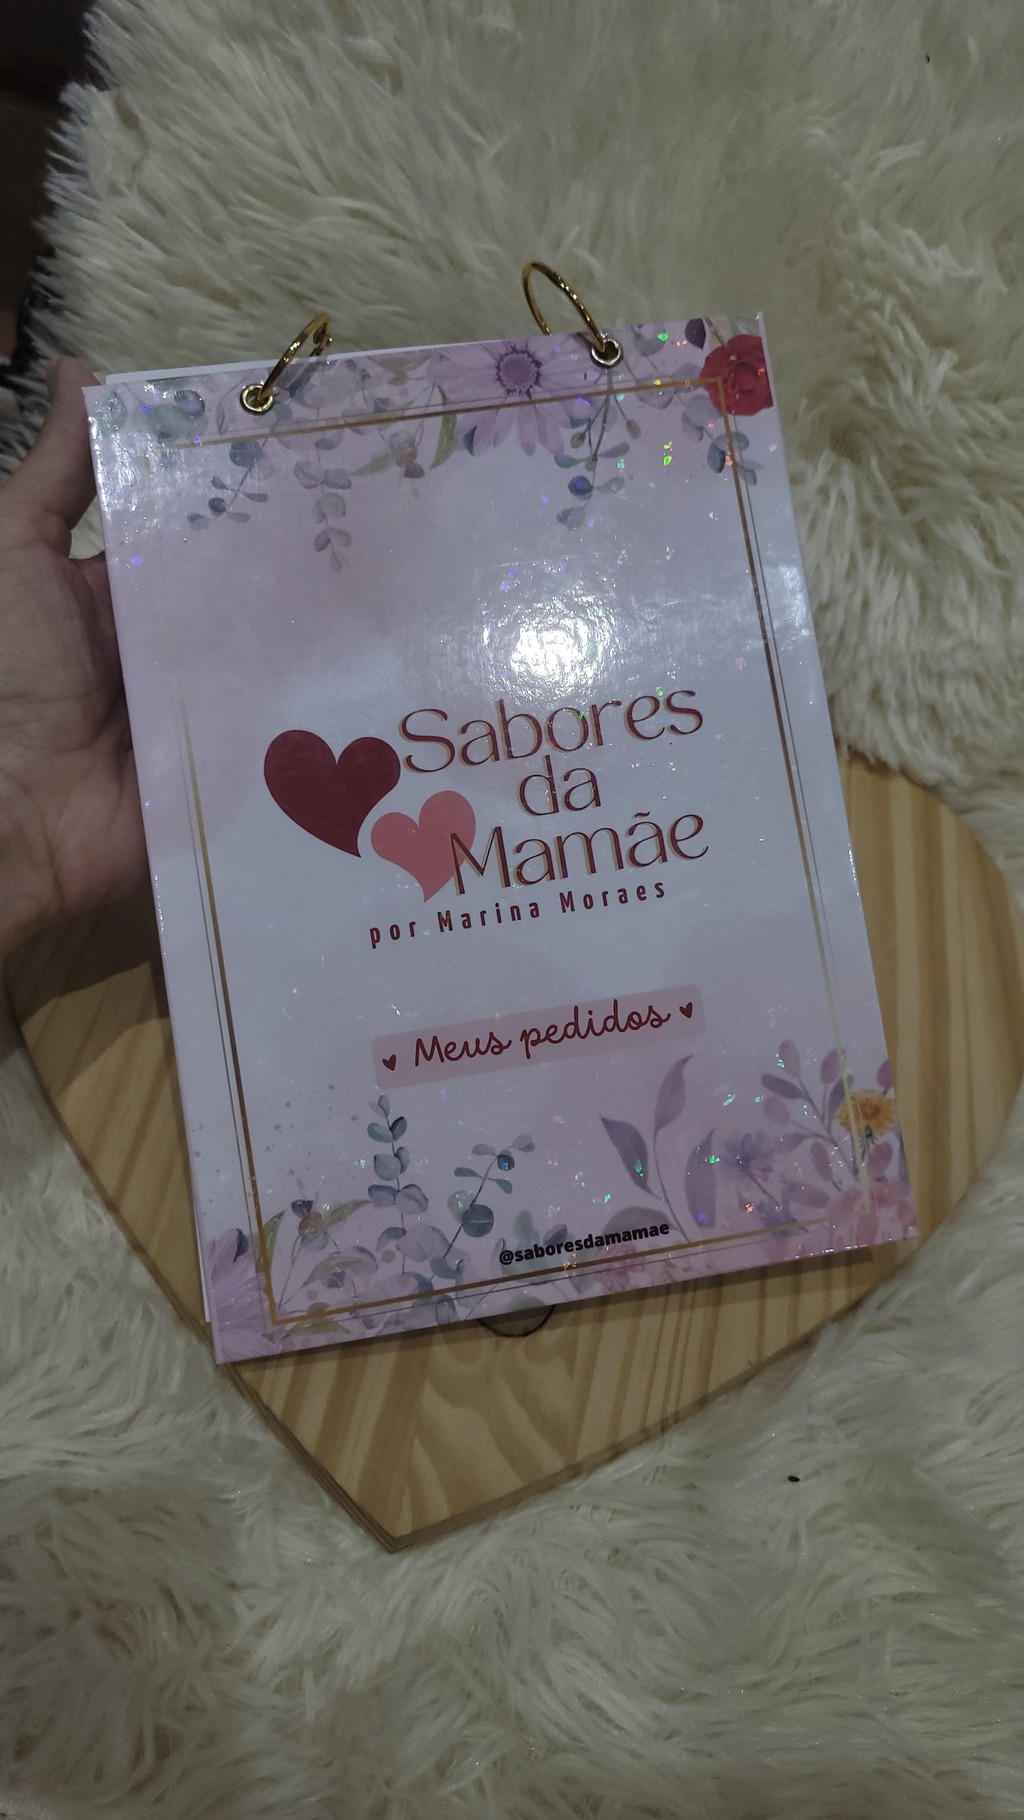 Sabores
da
Mamãe
por Marina Moraes
Meus pedidos
@saboresdamamae